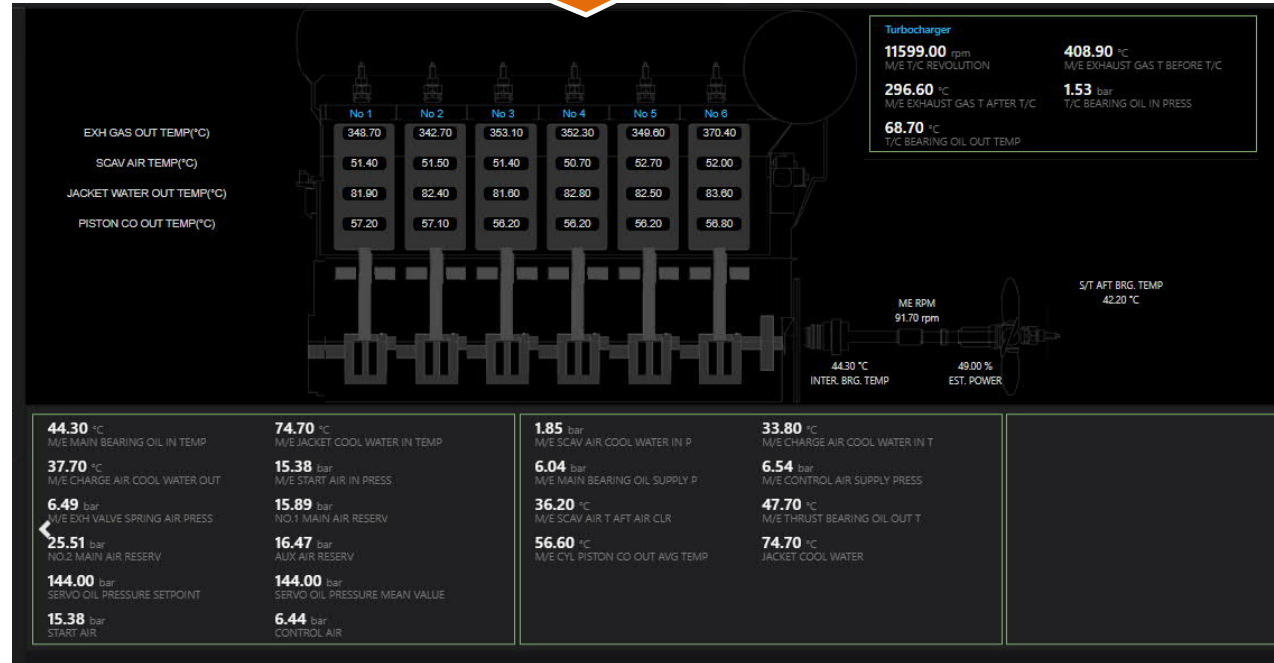 Turbocharger
11599.00 rpm
M/E T/C REVOLUTION
408.90 °C
M/E EXHAUST GAS T BEFORE T/C
296.60 °C
M/E EXHAUST GAS T AFTER T/C
1.53 bar
T/C BEARING OIL IN PRESS
68.70 °C
T/C BEARING OIL OUT TEMP
No 1 No 2 No 3 No 4 No 5 No 6
EXH GAS OUT TEMP(°C) 348.70 342.70 353.10 352.30 349.60 370.40
SCAV AIR TEMP(°C) 51.40 51.50 51.40 50.70 52.70 52.00
JACKET WATER OUT TEMP(°C) 81.90 82.40 81.60 82.80 82.50 83.60
PISTON CO OUT TEMP(°C) 57.20 57.10 56.20 56.20 56.20 56.80
S/T AFT BRG. TEMP
42.20 °C
ME RPM
91.70 rpm
44.30 °C
INTER. BRG. TEMP
49.00 %
EST. POWER
44.30 °C
M/E MAIN BEARING OIL IN TEMP
74.70 °C
M/E JACKET COOL WATER IN TEMP
37.70 °C
M/E CHARGE AIR COOL WATER OUT
15.38 bar
M/E START AIR IN PRESS
6.49 bar
M/E EXH VALVE SPRING AIR PRESS
15.89 bar
NO.1 MAIN AIR RESERV
25.51 bar
NO.2 MAIN AIR RESERV
16.47 bar
AUX AIR RESERV
144.00 bar
SERVO OIL PRESSURE SETPOINT
144.00 bar
SERVO OIL PRESSURE MEAN VALUE
15.38 bar
START AIR
6.44 bar
CONTROL AIR
1.85 bar
M/E SCAV AIR COOL WATER IN P
33.80 °C
M/E CHARGE AIR COOL WATER IN T
6.04 bar
M/E MAIN BEARING OIL SUPPLY P
6.54 bar
M/E CONTROL AIR SUPPLY PRESS
36.20 °C
M/E SCAV AIR T AFT AIR CLR
47.70 °C
M/E THRUST BEARING OIL OUT T
56.60 °C
M/E CYL PISTON CO OUT AVG TEMP
74.70 °C
JACKET COOL WATER